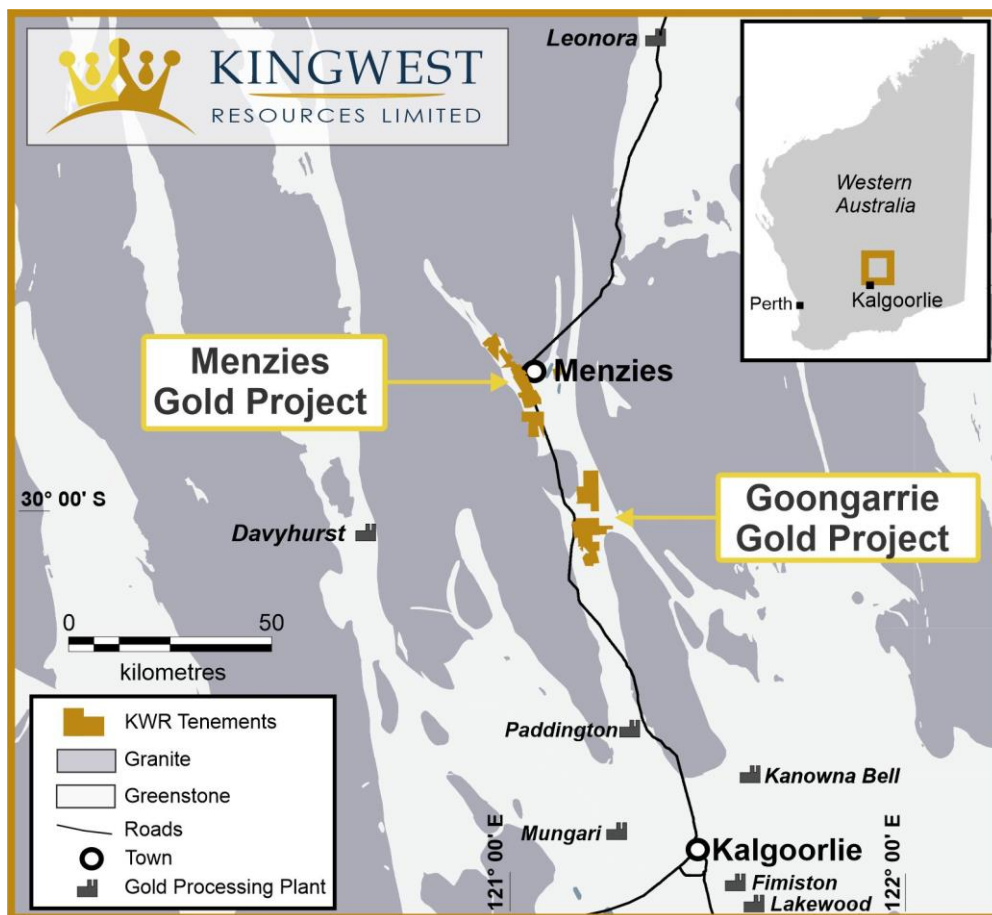 KINGWEST
RESOURCES LIMITED
Leonora
Western
Australia
Perth
Kalgoorlie
Menzies
Gold Project
Menzies
30° 00' S
Davyhurst
Goongarrie
Gold Project
0 50
kilometres
KWR Tenements
Granite
Greenstone
Roads
Town
Gold Processing Plant
Paddington
Kanowna Bell
Mungari
121° 00' E
Kalgoorlie
122° 00' E
Fimiston
Lakewood